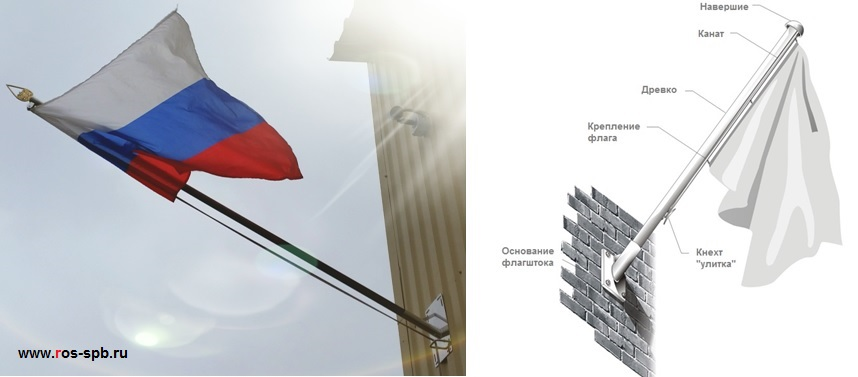 Навершие
Канат
Древко
Крепление
флага
Основание
флагштока
Кнехт
"улитка"
www.ros-spb.ru